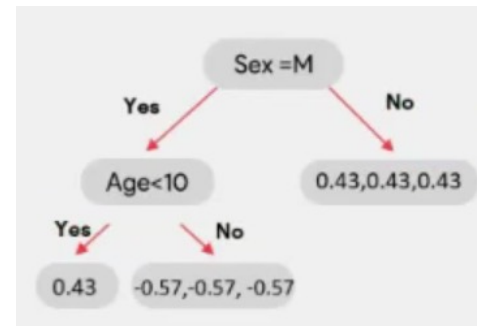 Sex =M
Yes
No
Age<10
0.43,0.43,0.43
Yes
No
0.43
-0.57,-0.57, -0.57